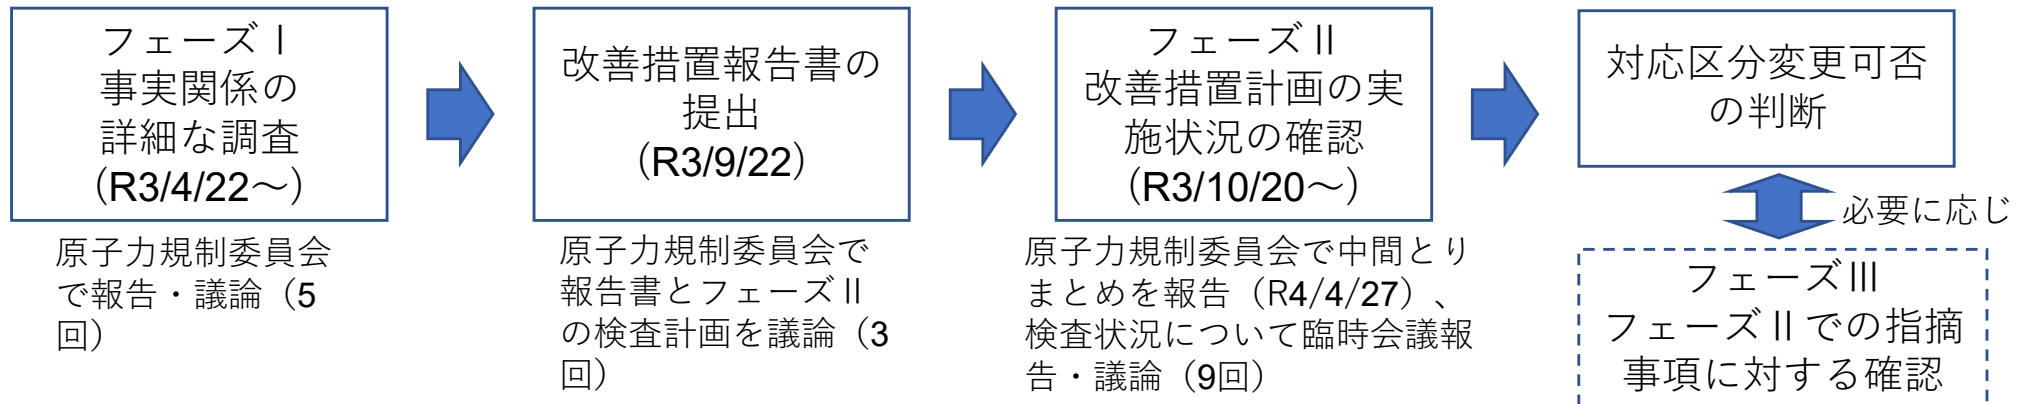 フェーズⅠ
事実関係の
詳細な調査
（R3/4/22～）
原子力規制委員会
で報告・議論（5
回）
改善措置報告書の
提出
（R3/9/22）
原子力規制委員会で
報告書とフェーズⅡ
の検査計画を議論（3
回）
フェーズⅡ
改善措置計画の実
施状況の確認
（R3/10/20～）
原子力規制委員会で中間とり
まとめを報告（R4/4/27）、
検査状況について臨時会議報
告・議論（9回）
対応区分変更可否
の判断
必要に応じ
フェーズⅢ
フェーズⅡでの指摘
事項に対する確認